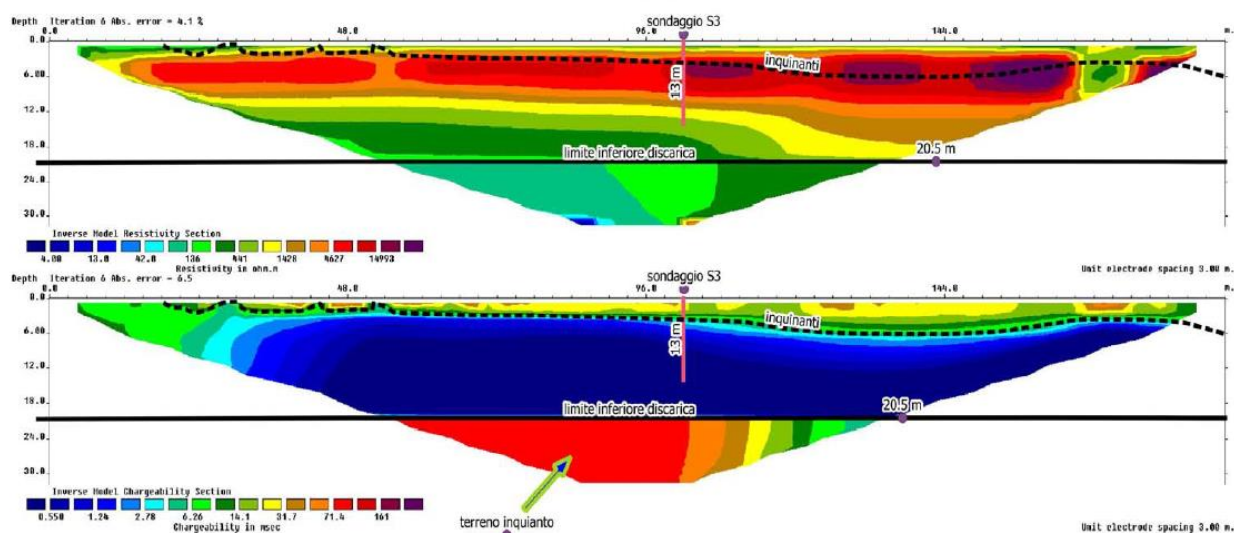 sondaggio S3
Depth Iteration 6 Abs. error = 4.1 %
0.0 48.0 96.0 144.0 m.
0.0
6.00
12.0
18.0
24.0
30.0
inquinanti
13 m
limite inferiore discarica
20.5 m
Inverse Model Resistivity Section
4.00 13.0 42.0 136 441 1428 4627 14993
Resistivity in ohm.m
Unit electrode spacing 3.00 m.
sondaggio S3
Depth Iteration 6 Abs. error = 6.5
0.0 48.0 96.0 144.0 m.
0.0
6.00
12.0
18.0
24.0
30.0
inquinanti
13 m
limite inferiore discarica
20.5 m
Inverse Model Chargeability Section
0.550 1.24 2.78 6.26 14.1 31.7 71.4 161
Chargeability in msec
terreno inquianto
Unit electrode spacing 3.00 m.